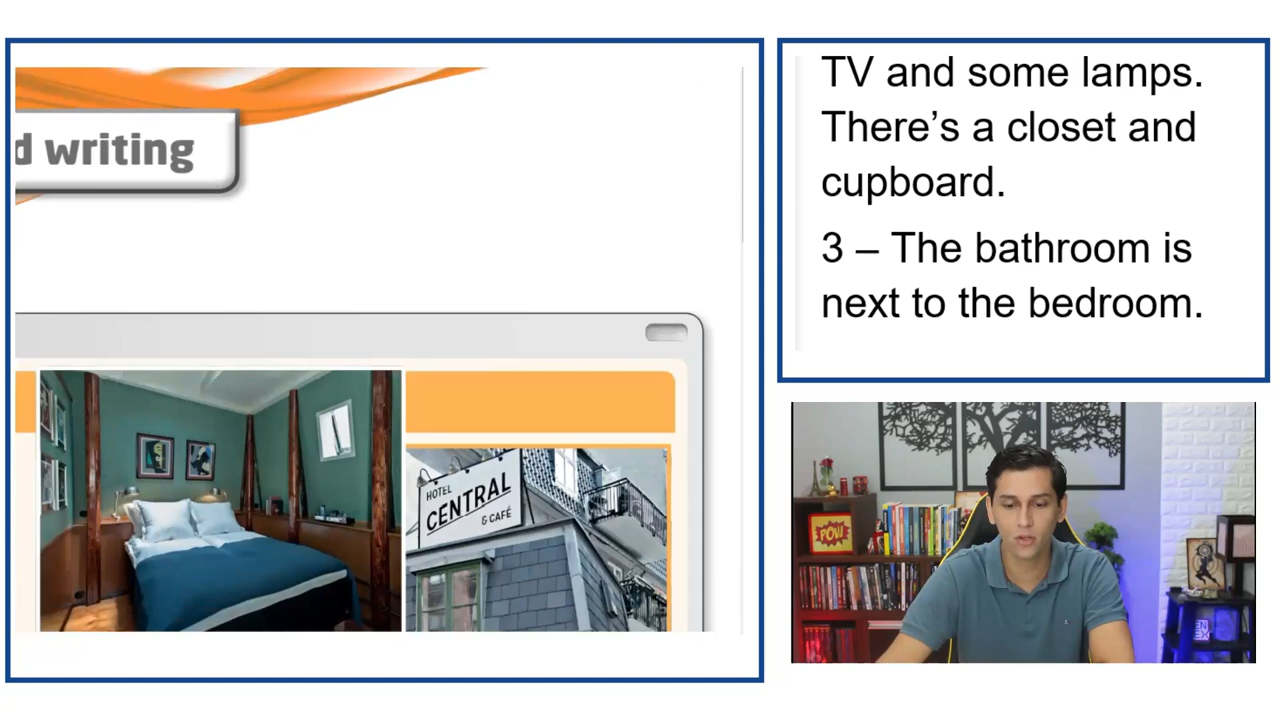 d writing
HOTEL
CENTRAL
& CAFÉ
TV and some lamps.
There’s a closet and
cupboard.
3 – The bathroom is
next to the bedroom.
POW!